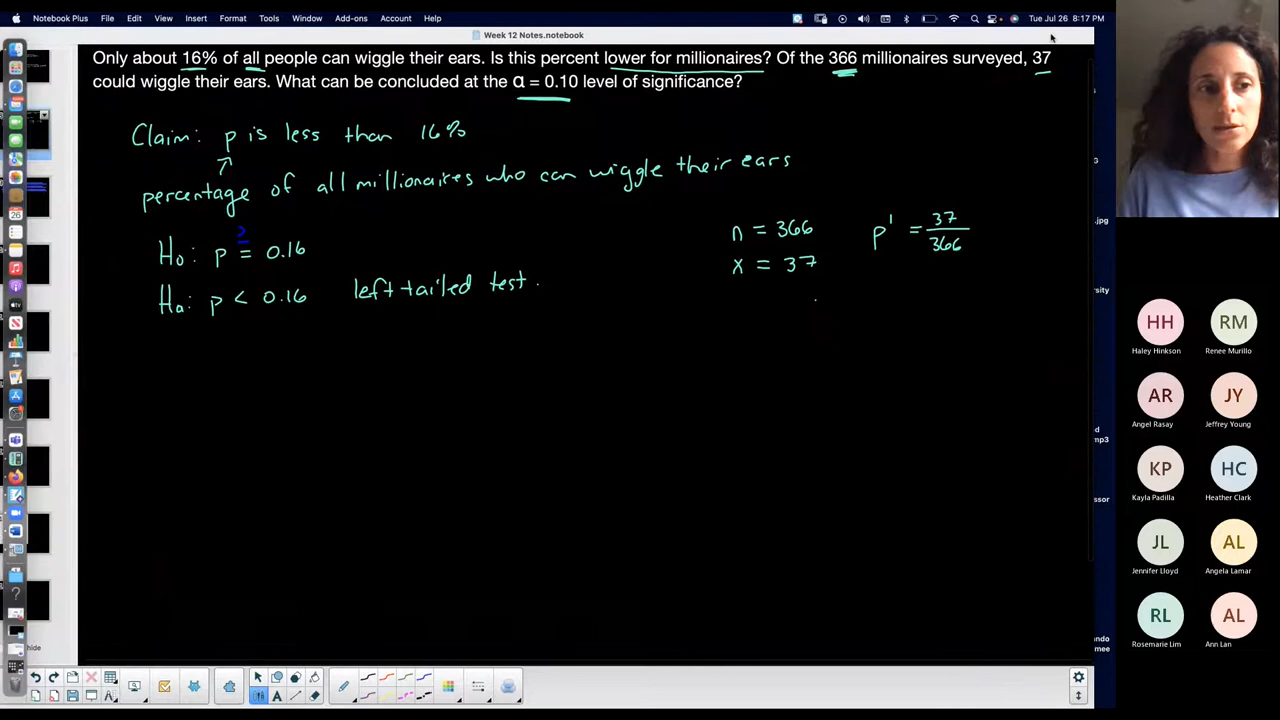 Notebook Plus File Edit View Insert Format Tools Window Add-ons Account Help
Tue Jul 26 8:17 PM
Week 12 Notes.notebook
Only about 16% of all people can wiggle their ears. Is this percent lower for millionaires? Of the 366 millionaires surveyed, 37
could wiggle their ears. What can be concluded at the α = 0.10 level of significance?
Claim: p is less than 16%
percentage of all millionaires who can wiggle their ears
H₀: p = 0.16
Hₐ: p < 0.16 left-tailed test.
n = 366 p' = 37/366
x = 37
.jpg
HH RM
Haley Hinkson Renee Murillo
AR JY
Angel Rasay Jeffrey Young
KP HC
Kayla Padilla Heather Clark
JL AL
Jennifer Lloyd Angela Lamar
RL AL
Rosemarie Lim Ann Lan
26
hide